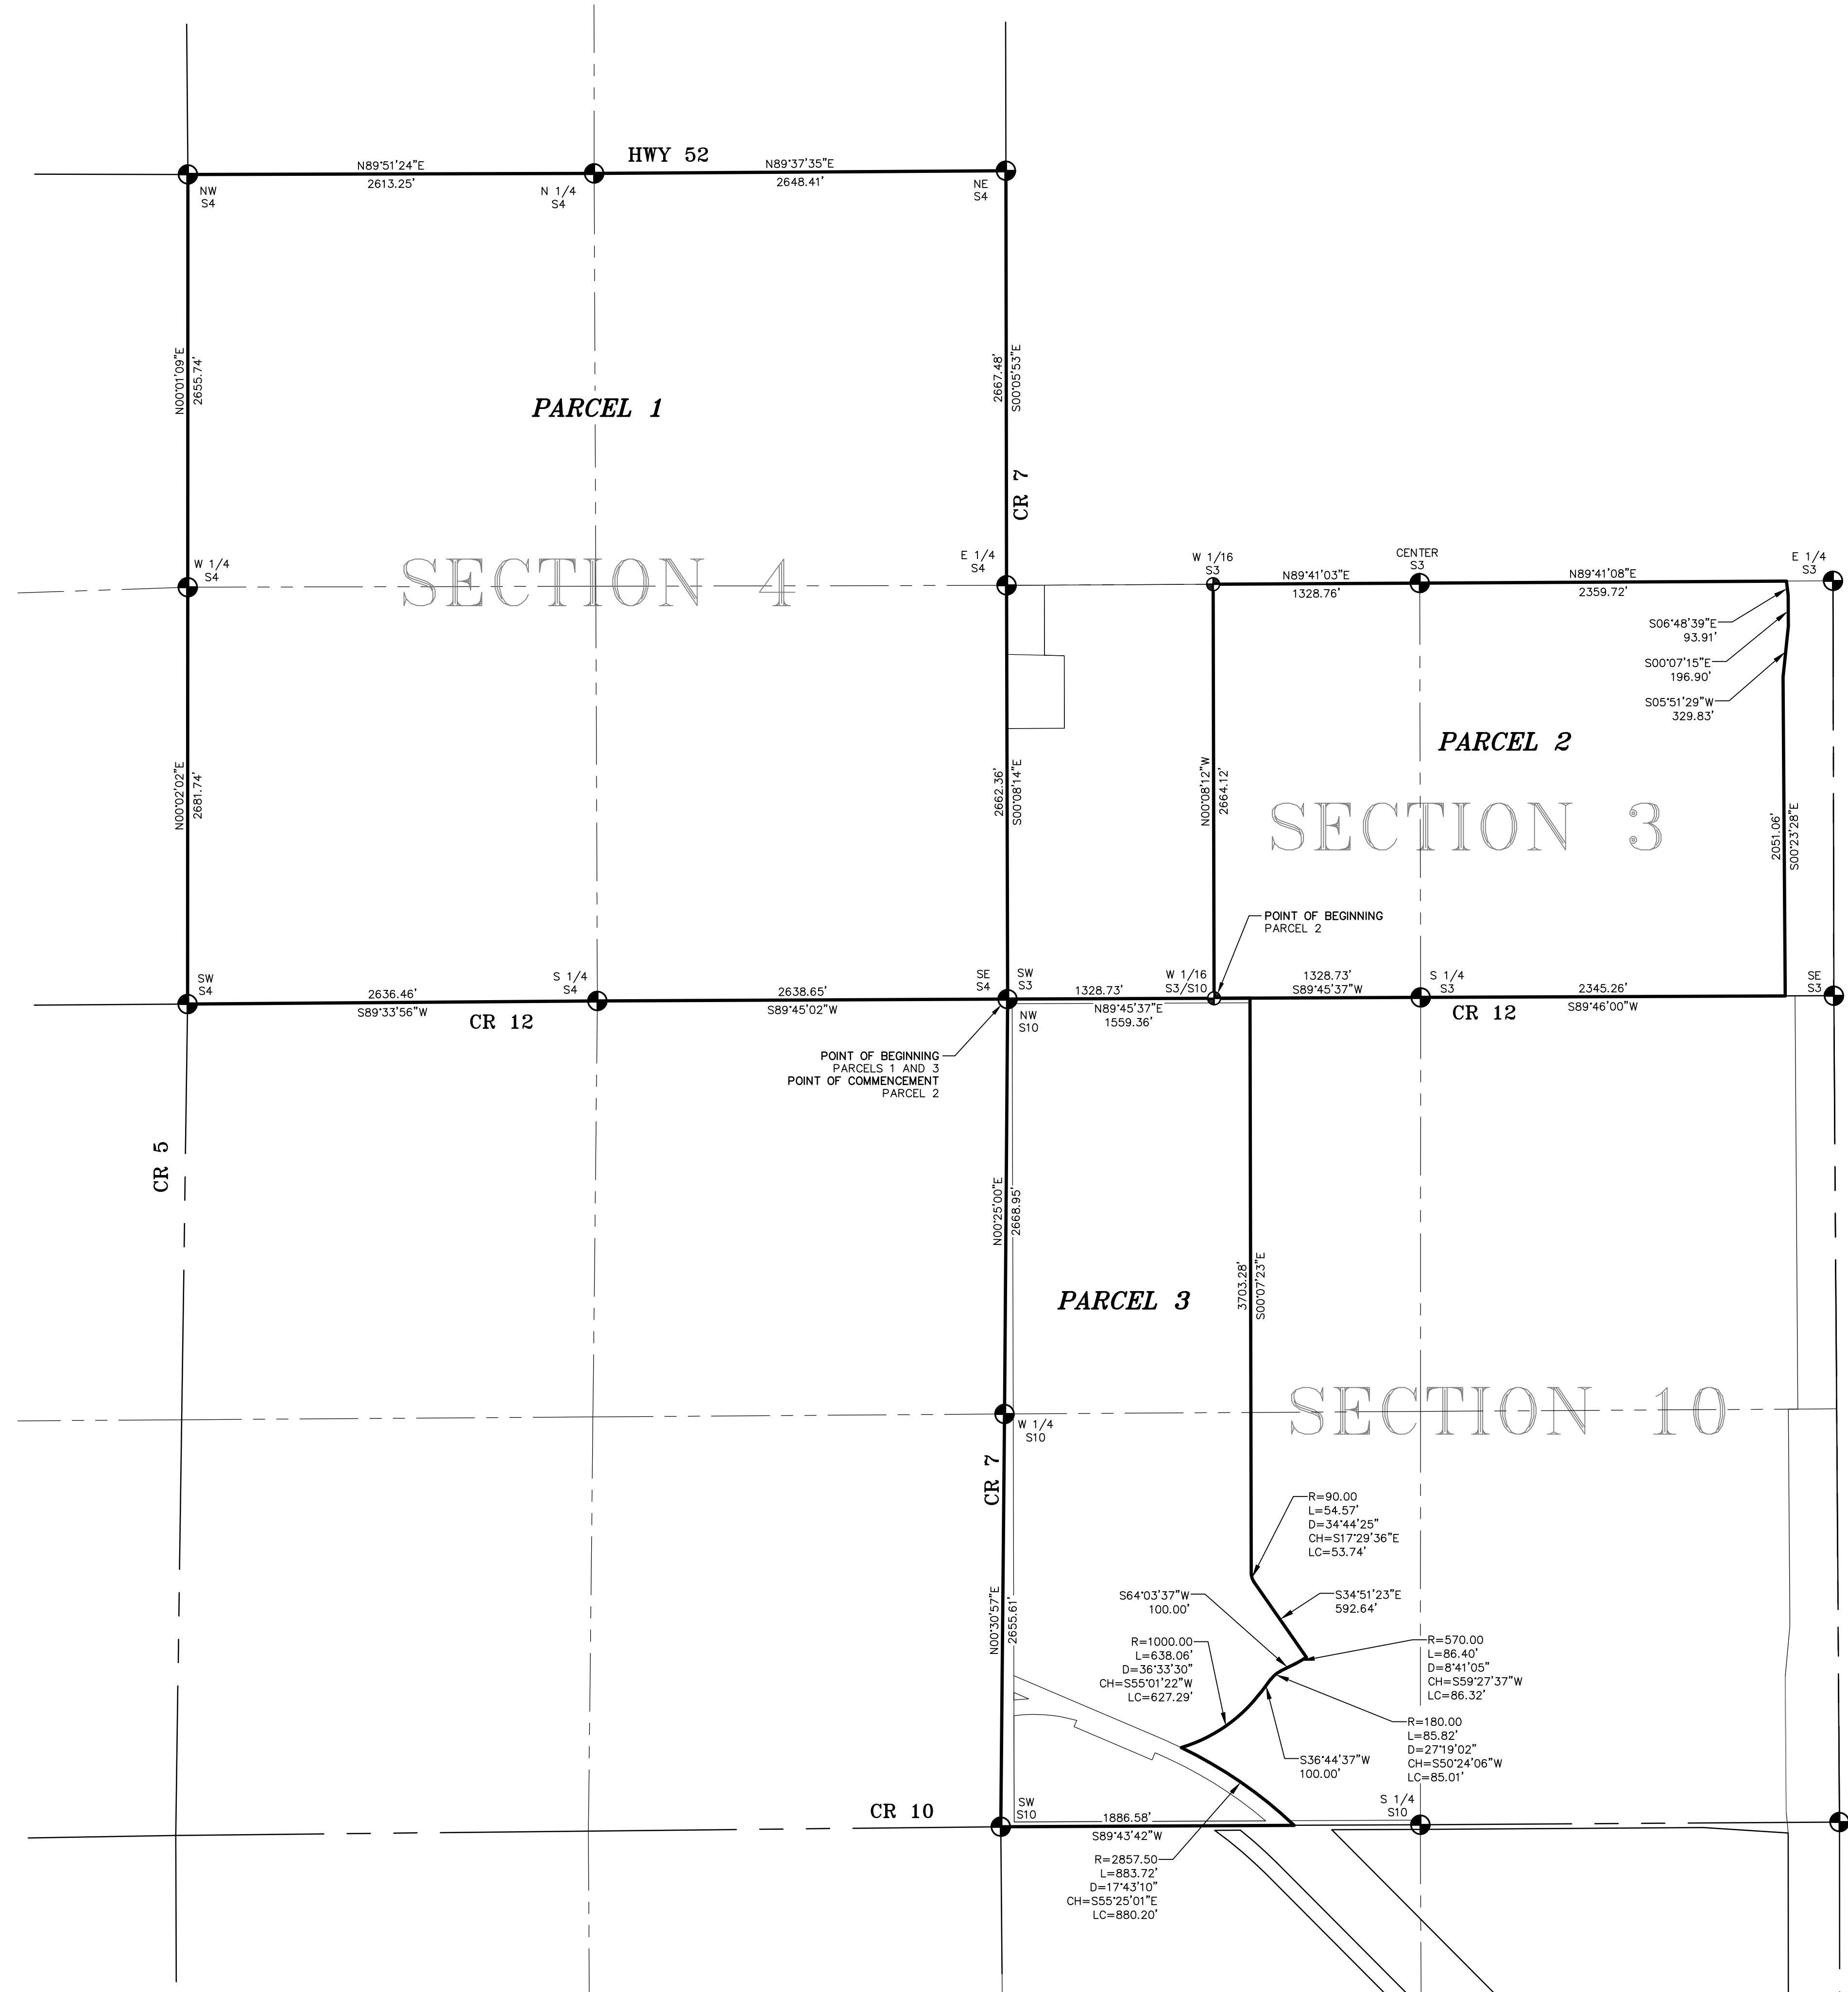 HWY 52
N89°51'24"E
2613.25'
N89°37'35"E
2648.41'
NW
S4
N 1/4
S4
NE
S4
N00°01'09"E
2655.74'
2667.48'
S00°05'53"E
PARCEL 1
CR 7
SECTION 4
W 1/4
S4
E 1/4
S4
W 1/16
S3
CENTER
S3
E 1/4
S3
N89°41'03"E
1328.76'
N89°41'08"E
2359.72'
S06°48'39"E
93.91'
S00°07'15"E
196.90'
S05°51'29"W
329.83'
PARCEL 2
N00°02'02"E
2681.74'
2662.36'
S00°08'14"E
N00°08'12"W
2664.12'
SECTION 3
2051.06'
S00°23'28"E
POINT OF BEGINNING
PARCEL 2
SW
S4
2636.46'
S89°33'56"W
S 1/4
S4
CR 12
2638.65'
S89°45'02"W
SE
S4
SW
S3
NW
S10
1328.73'
N89°45'37"E
1559.36'
W 1/16
S3/S10
1328.73'
S89°45'37"W
S 1/4
S3
CR 12
2345.26'
S89°46'00"W
SE
S3
POINT OF BEGINNING
PARCELS 1 AND 3
POINT OF COMMENCEMENT
PARCEL 2
CR 5
N00°25'00"E
2668.95'
3703.28'
S00°07'23"E
PARCEL 3
SECTION 10
W 1/4
S10
CR 7
R=90.00
L=54.57'
D=34°44'25"
CH=S17°29'36"E
LC=53.74'
S64°03'37"W
100.00'
S34°51'23"E
592.64'
N00°30'57"E
2655.61'
R=1000.00
L=638.06'
D=36°33'30"
CH=S55°01'22"W
LC=627.29'
R=570.00
L=86.40'
D=8°41'05"
CH=S59°27'37"W
LC=86.32'
R=180.00
L=85.82'
D=27°19'02"
CH=S50°24'06"W
LC=85.01'
S36°44'37"W
100.00'
CR 10
SW
S10
1886.58'
S89°43'42"W
S 1/4
S10
R=2857.50
L=883.72'
D=17°43'10"
CH=S55°25'01"E
LC=880.20'